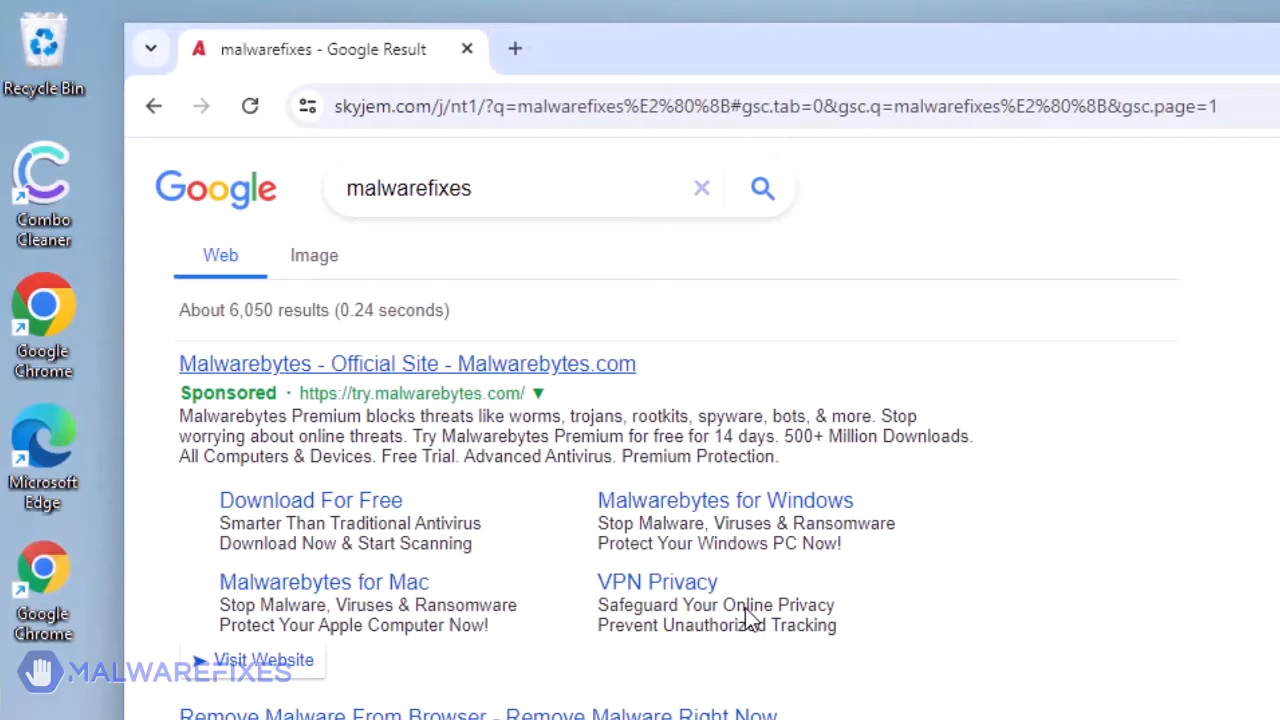 malwarefixes - Google Result
skyjem.com/j/nt1/?q=malwarefixes%E2%80%8B#gsc.tab=0&gsc.q=malwarefixes%E2%80%8B&gsc.page=1
Recycle Bin
Combo
Cleaner
Google
Chrome
Microsoft
Edge
Google
Chrome
Google
malwarefixes
Web
Image
About 6,050 results (0.24 seconds)
Malwarebytes - Official Site - Malwarebytes.com
Sponsored · https://try.malwarebytes.com/ ▼
Malwarebytes Premium blocks threats like worms, trojans, rootkits, spyware, bots, & more. Stop
worrying about online threats. Try Malwarebytes Premium for free for 14 days. 500+ Million Downloads.
All Computers & Devices. Free Trial. Advanced Antivirus. Premium Protection.
Download For Free
Smarter Than Traditional Antivirus
Download Now & Start Scanning
Malwarebytes for Windows
Stop Malware, Viruses & Ransomware
Protect Your Windows PC Now!
Malwarebytes for Mac
Stop Malware, Viruses & Ransomware
Protect Your Apple Computer Now!
VPN Privacy
Safeguard Your Online Privacy
Prevent Unauthorized Tracking
Visit Website
MALWAREFIXES
Remove Malware From Browser - Remove Malware Right Now